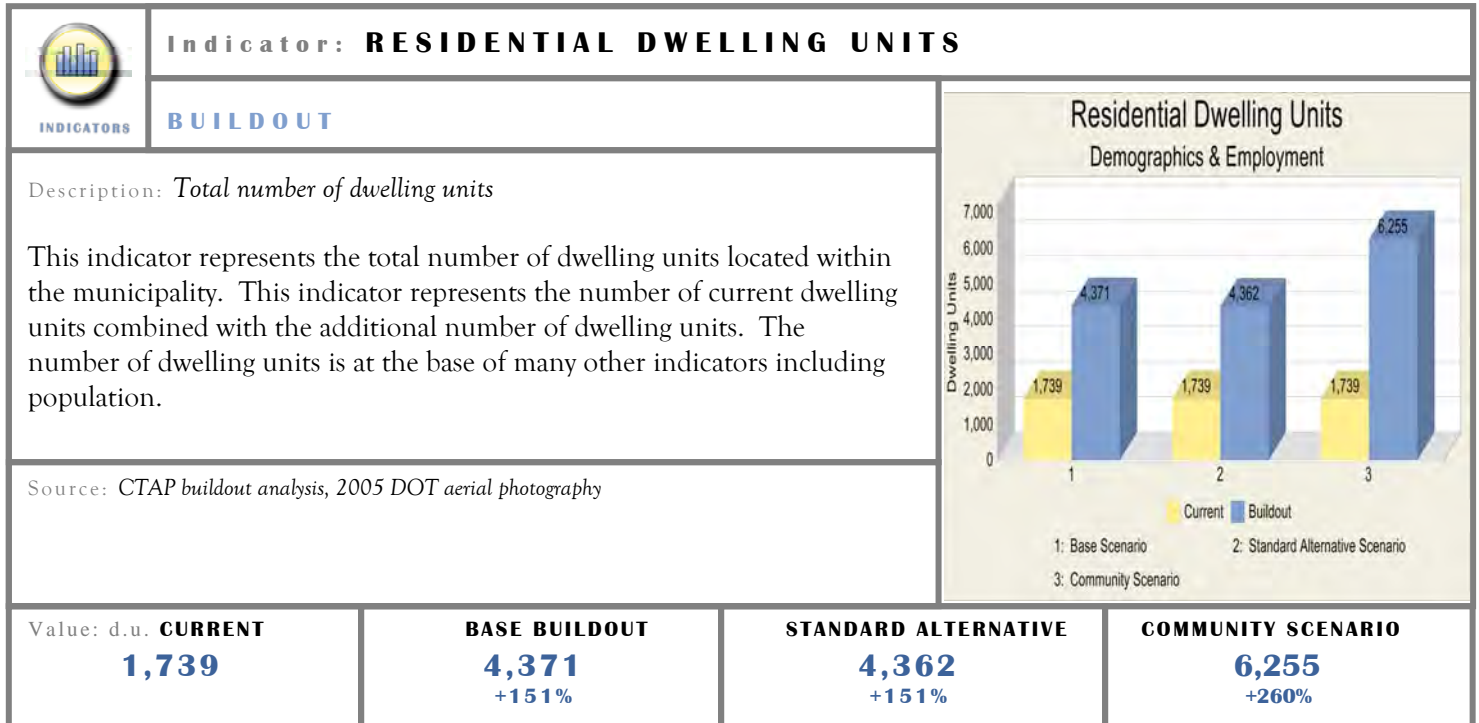 Indicator: RESIDENTIAL DWELLING UNITS
INDICATORS
BUILDOUT
Description: Total number of dwelling units
This indicator represents the total number of dwelling units located within
the municipality. This indicator represents the number of current dwelling
units combined with the additional number of dwelling units. The
number of dwelling units is at the base of many other indicators including
population.
Source: CTAP buildout analysis, 2005 DOT aerial photography
Residential Dwelling Units
Demographics & Employment
Dwelling Units
7,000
6,000
5,000
4,000
3,000
2,000
1,000
0
1,739
4,371
1,739
4,362
1,739
6,255
1
2
3
Current Buildout
1: Base Scenario 2: Standard Alternative Scenario
3: Community Scenario
Value: d.u. CURRENT
1,739
BASE BUILDOUT
4,371
+151%
STANDARD ALTERNATIVE
4,362
+151%
COMMUNITY SCENARIO
6,255
+260%